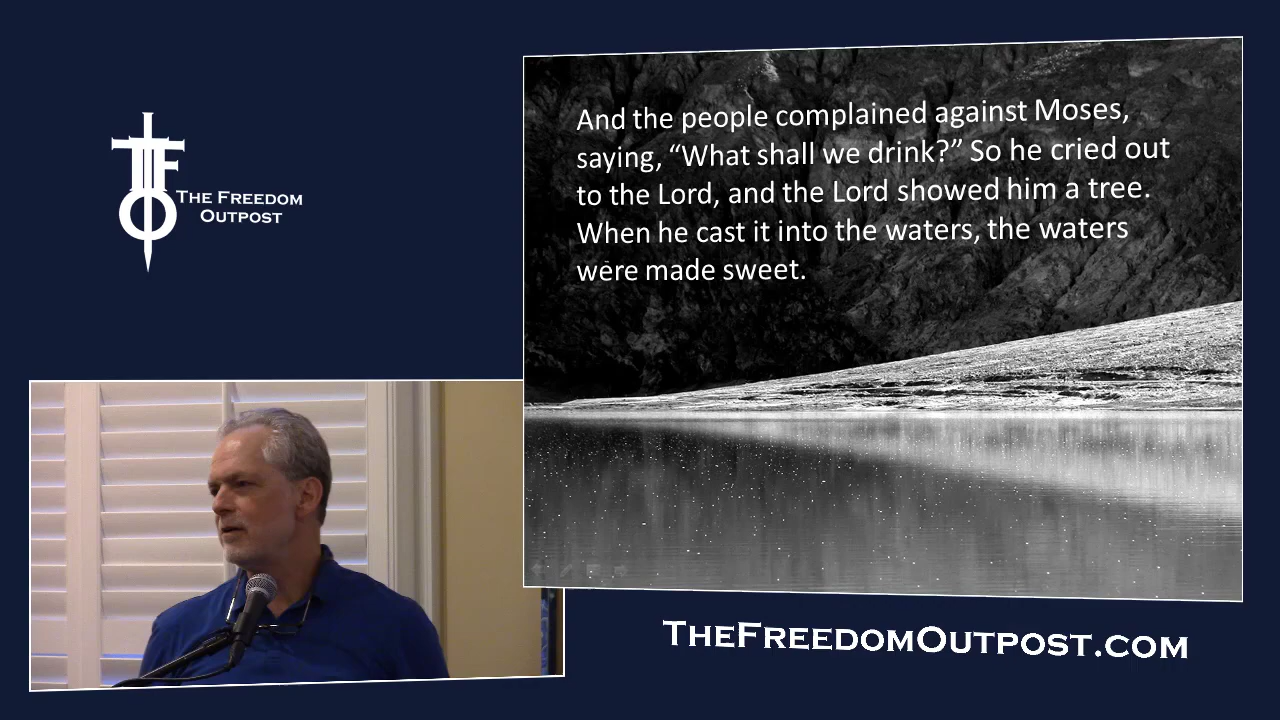 TF
O
THE FREEDOM
OUTPOST
And the people complained against Moses,
saying, “What shall we drink?” So he cried out
to the Lord, and the Lord showed him a tree.
When he cast it into the waters, the waters
were made sweet.
THEFREEDOMOUTPOST.COM